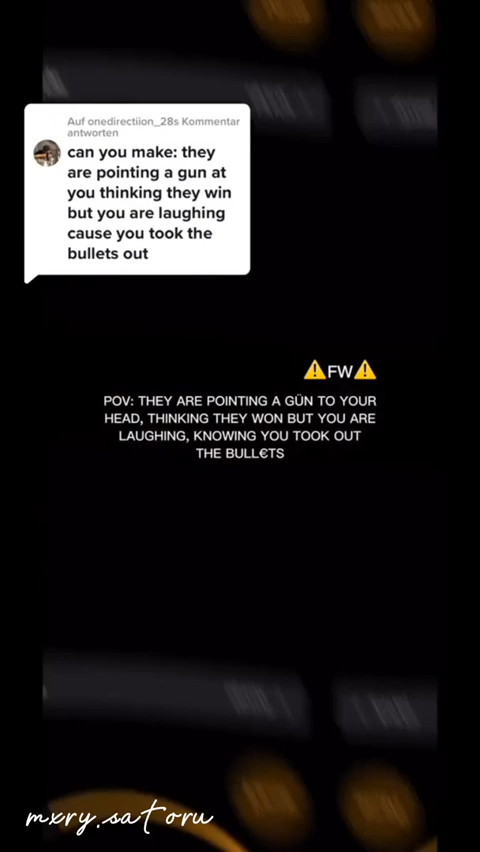 Auf onedirectiion_28s Kommentar
antworten
can you make: they
are pointing a gun at
you thinking they win
but you are laughing
cause you took the
bullets out
⚠️FW⚠️
POV: THEY ARE POINTING A GÜN TO YOUR
HEAD, THINKING THEY WON BUT YOU ARE
LAUGHING, KNOWING YOU TOOK OUT
THE BULL€TS
mxry.satoru